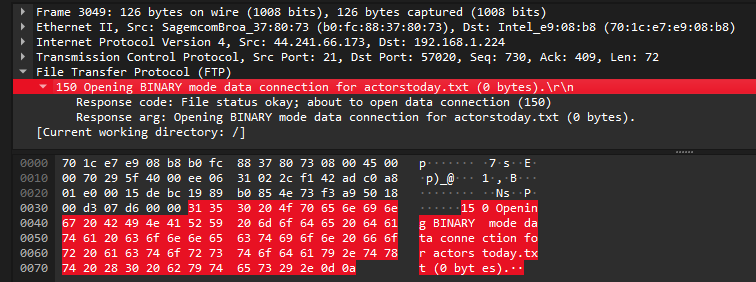 Frame 3049: 126 bytes on wire (1008 bits), 126 bytes captured (1008 bits)
Ethernet II, Src: SagemcomBroa_37:80:73 (b0:fc:88:37:80:73), Dst: Intel_e9:08:b8 (70:1c:e7:e9:08:b8)
Internet Protocol Version 4, Src: 44.241.66.173, Dst: 192.168.1.224
Transmission Control Protocol, Src Port: 21, Dst Port: 57020, Seq: 730, Ack: 409, Len: 72
File Transfer Protocol (FTP)
150 Opening BINARY mode data connection for actorstoday.txt (0 bytes).\r\n
Response code: File status okay; about to open data connection (150)
Response arg: Opening BINARY mode data connection for actorstoday.txt (0 bytes).
[Current working directory: /]
0000 70 1c e7 e9 08 b8 b0 fc 88 37 80 73 08 00 45 00 p·······7·s··E·
0010 00 70 29 5f 40 00 ee 06 31 02 2c f1 42 ad c0 a8 ·p)_@···1·,·B···
0020 01 e0 00 15 de bc 19 89 b0 85 4e 73 f3 a9 50 18 ··········Ns··P·
0030 00 d3 07 d6 00 00 31 35 30 20 4f 70 65 6e 69 6e ······150 Openin
0040 67 20 42 49 4e 41 52 59 20 6d 6f 64 65 20 64 61 g BINARY mode da
0050 74 61 20 63 6f 6e 6e 65 63 74 69 6f 6e 20 66 6f ta connection fo
0060 72 20 61 63 74 6f 72 73 74 6f 64 61 79 2e 74 78 r actorstoday.tx
0070 74 20 28 30 20 62 79 74 65 73 29 2e 0d 0a t (0 bytes).··